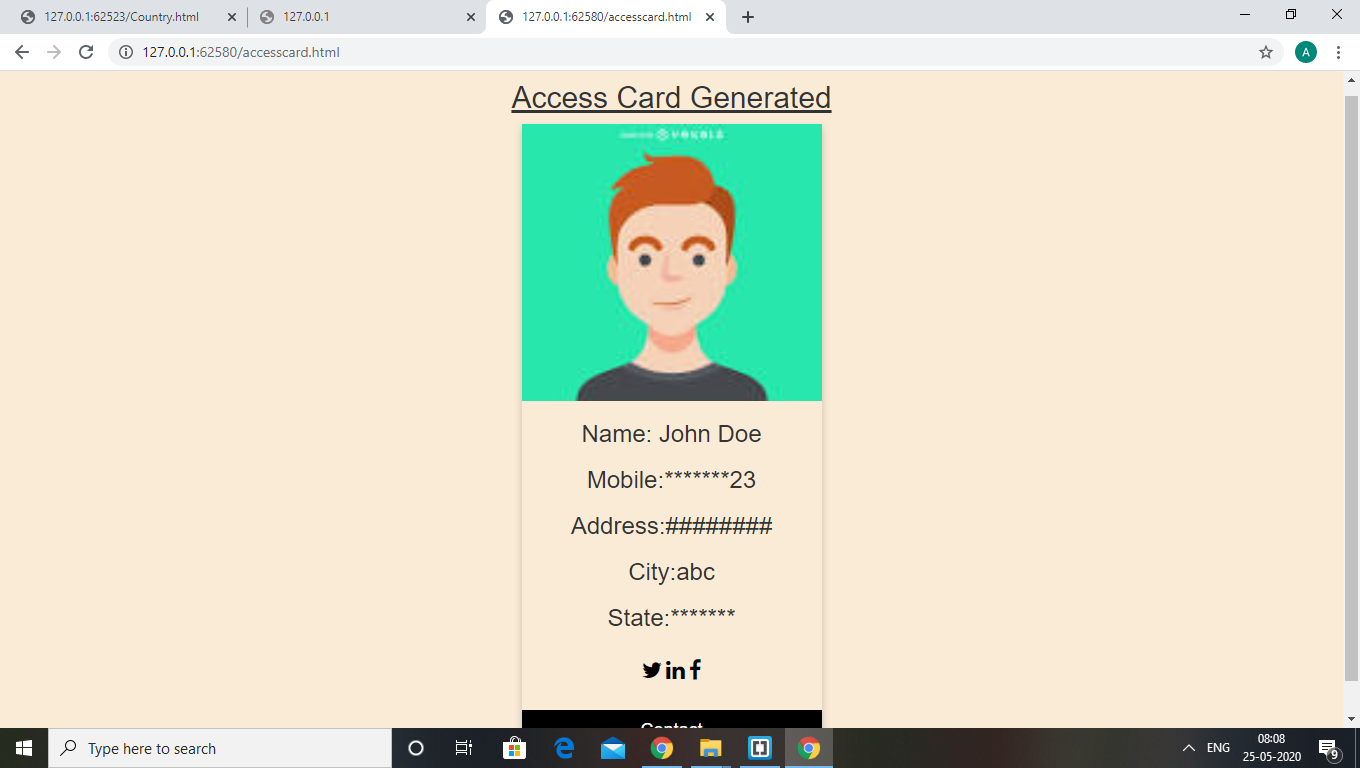 127.0.0.1:62523/Country.html
127.0.0.1
127.0.0.1:62580/accesscard.html
127.0.0.1:62580/accesscard.html
A
Access Card Generated
Name: John Doe
Mobile:*******23
Address:########
City:abc
State:*******
Contact
Type here to search
ENG
08:08
25-05-2020
9